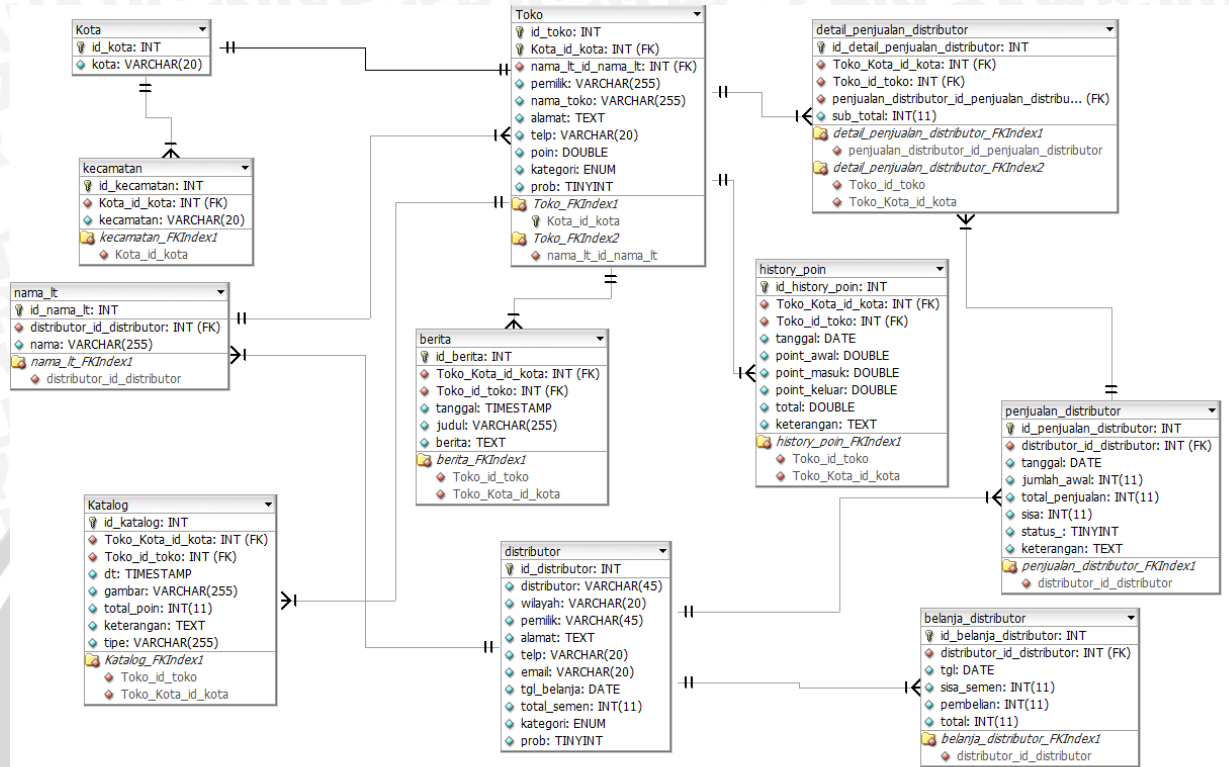 Kota
id_kota: INT
kota: VARCHAR(20)
kecamatan
id_kecamatan: INT
Kota_id_kota: INT (FK)
kecamatan: VARCHAR(20)
kecamatan_FKIndex1
Kota_id_kota
nama_lt
id_nama_lt: INT
distributor_id_distributor: INT (FK)
nama: VARCHAR(255)
nama_lt_FKIndex1
distributor_id_distributor
Toko
id_toko: INT
Kota_id_kota: INT (FK)
nama_lt_id_nama_lt: INT (FK)
pemilik: VARCHAR(255)
nama_toko: VARCHAR(255)
alamat: TEXT
telp: VARCHAR(20)
poin: DOUBLE
kategori: ENUM
prob: TINYINT
Toko_FKIndex1
Kota_id_kota
Toko_FKIndex2
nama_lt_id_nama_lt
detail_penjualan_distributor
id_detail_penjualan_distributor: INT
Toko_Kota_id_kota: INT (FK)
Toko_id_toko: INT (FK)
penjualan_distributor_id_penjualan_distribu... (FK)
sub_total: INT(11)
detail_penjualan_distributor_FKIndex1
penjualan_distributor_id_penjualan_distributor
detail_penjualan_distributor_FKIndex2
Toko_id_toko
Toko_Kota_id_kota
berita
id_berita: INT
Toko_Kota_id_kota: INT (FK)
Toko_id_toko: INT (FK)
tanggal: TIMESTAMP
judul: VARCHAR(255)
berita: TEXT
berita_FKIndex1
Toko_id_toko
Toko_Kota_id_kota
history_poin
id_history_poin: INT
Toko_Kota_id_kota: INT (FK)
Toko_id_toko: INT (FK)
tanggal: DATE
point_awal: DOUBLE
point_masuk: DOUBLE
point_keluar: DOUBLE
total: DOUBLE
keterangan: TEXT
history_poin_FKIndex1
Toko_id_toko
Toko_Kota_id_kota
penjualan_distributor
id_penjualan_distributor: INT
distributor_id_distributor: INT (FK)
tanggal: DATE
jumlah_awal: INT(11)
total_penjualan: INT(11)
sisa: INT(11)
status_: TINYINT
keterangan: TEXT
penjualan_distributor_FKIndex1
distributor_id_distributor
Katalog
id_katalog: INT
Toko_Kota_id_kota: INT (FK)
Toko_id_toko: INT (FK)
dt: TIMESTAMP
gambar: VARCHAR(255)
total_poin: INT(11)
keterangan: TEXT
tipe: VARCHAR(255)
Katalog_FKIndex1
Toko_id_toko
Toko_Kota_id_kota
distributor
id_distributor: INT
distributor: VARCHAR(45)
wilayah: VARCHAR(20)
pemilik: VARCHAR(45)
alamat: TEXT
telp: VARCHAR(20)
email: VARCHAR(20)
tgl_belanja: DATE
total_semen: INT(11)
kategori: ENUM
prob: TINYINT
belanja_distributor
id_belanja_distributor: INT
distributor_id_distributor: INT (FK)
tgl: DATE
sisa_semen: INT(11)
pembelian: INT(11)
total: INT(11)
belanja_distributor_FKIndex1
distributor_id_distributor